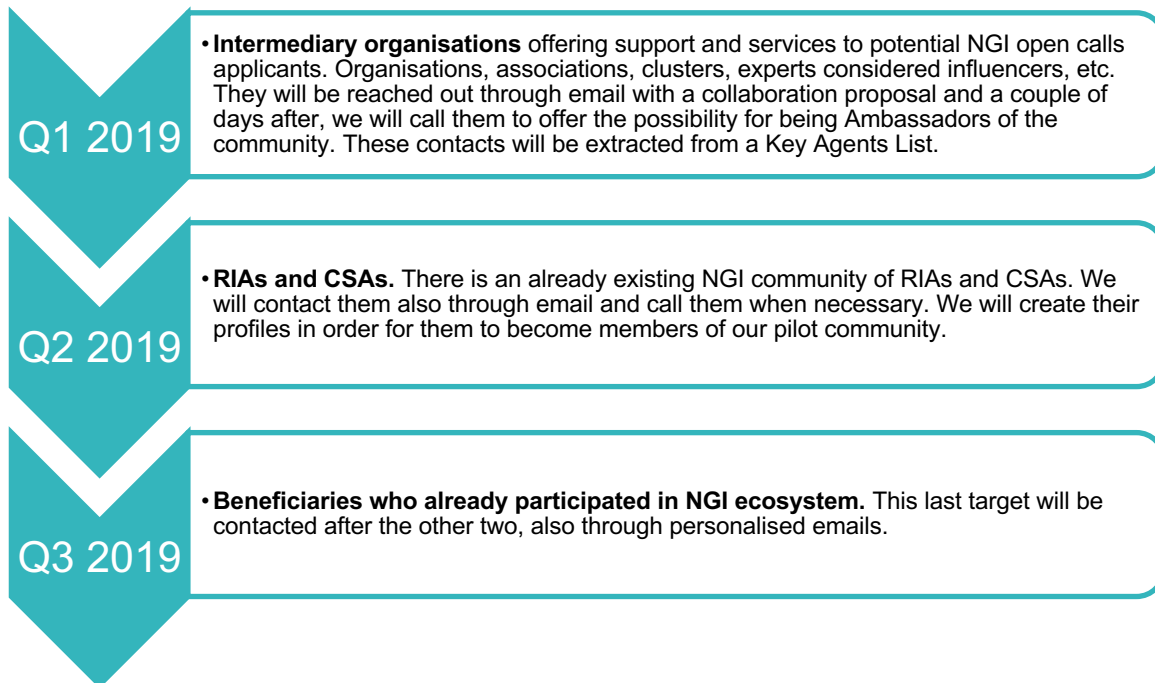 Q1 2019
•Intermediary organisations offering support and services to potential NGI open calls
applicants. Organisations, associations, clusters, experts considered influencers, etc.
They will be reached out through email with a collaboration proposal and a couple of
days after, we will call them to offer the possibility for being Ambassadors of the
community. These contacts will be extracted from a Key Agents List.
Q2 2019
•RIAs and CSAs. There is an already existing NGI community of RIAs and CSAs. We
will contact them also through email and call them when necessary. We will create their
profiles in order for them to become members of our pilot community.
Q3 2019
•Beneficiaries who already participated in NGI ecosystem. This last target will be
contacted after the other two, also through personalised emails.